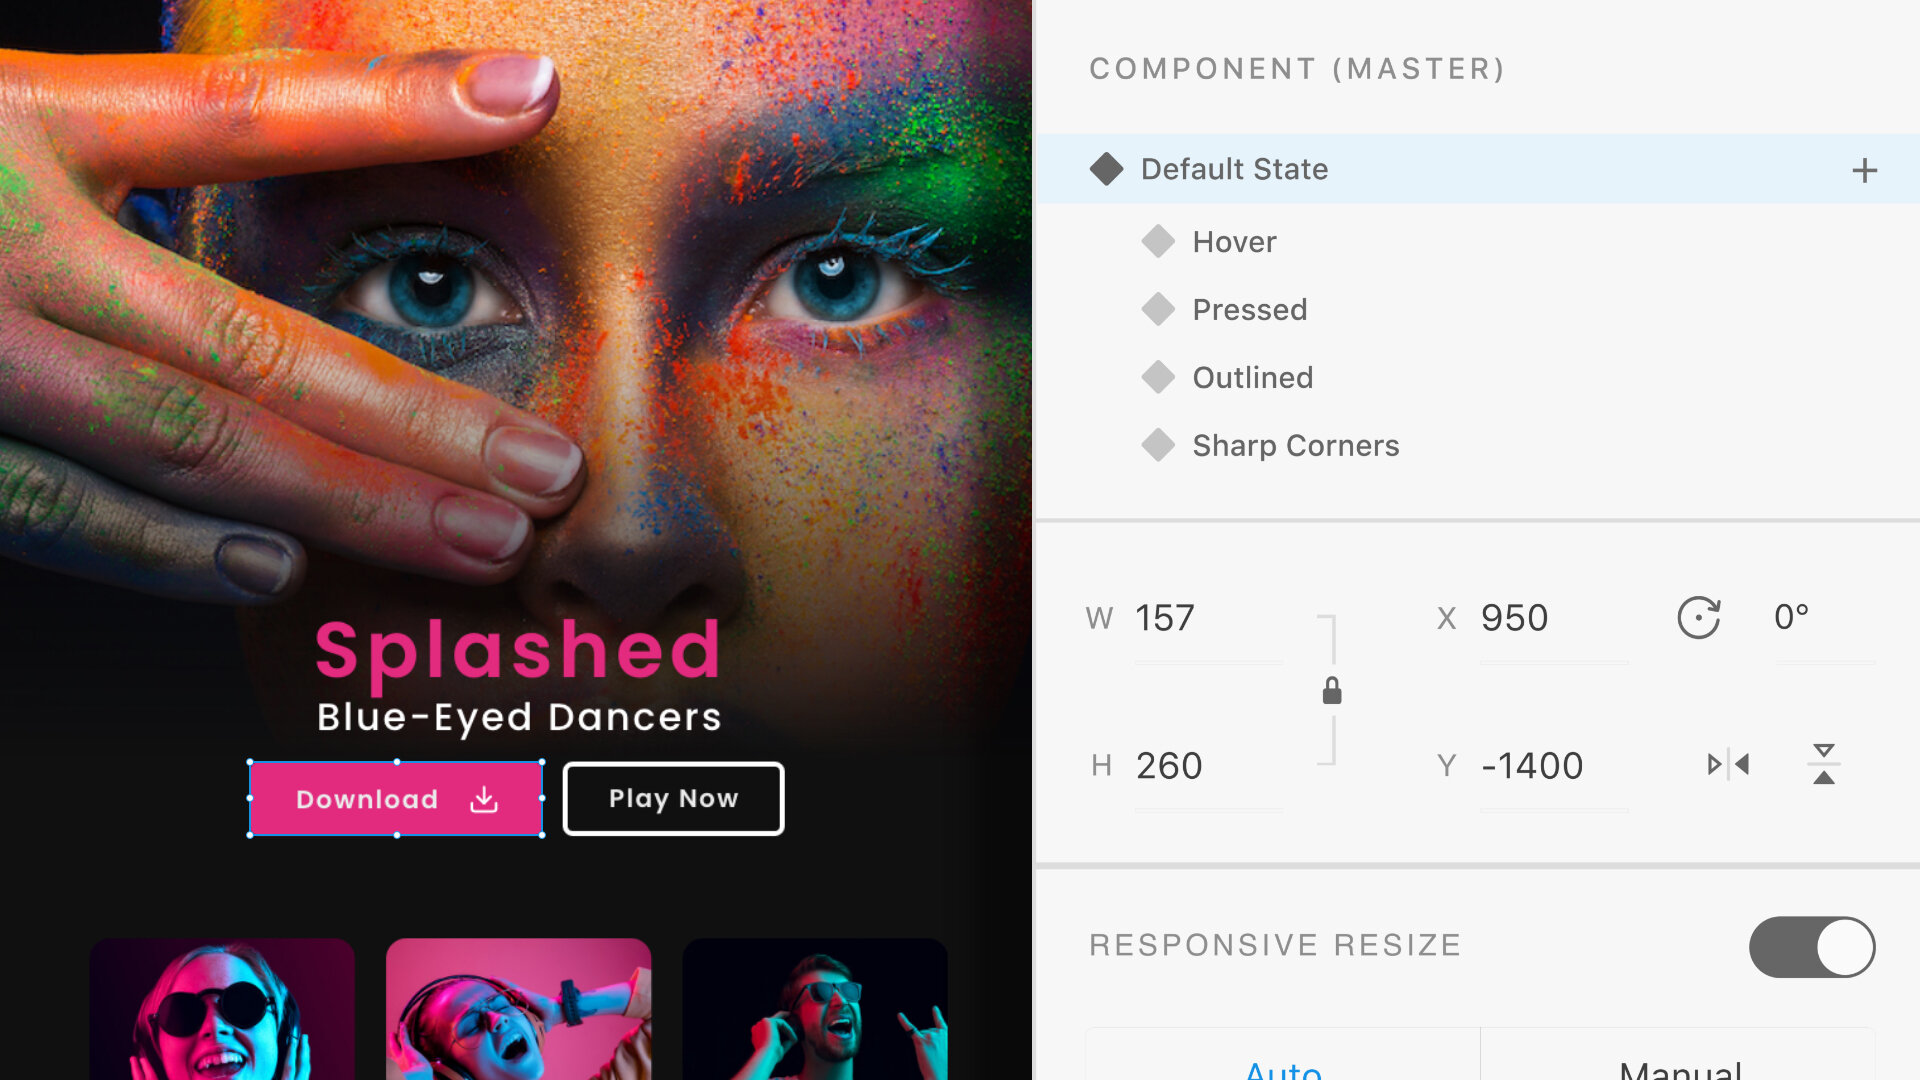 Splashed
Blue-Eyed Dancers
Download
Play Now
COMPONENT (MASTER)
Default State
Hover
Pressed
Outlined
Sharp Corners
W 157
X 950
0°
H 260
Y -1400
RESPONSIVE RESIZE
Auto
Manual